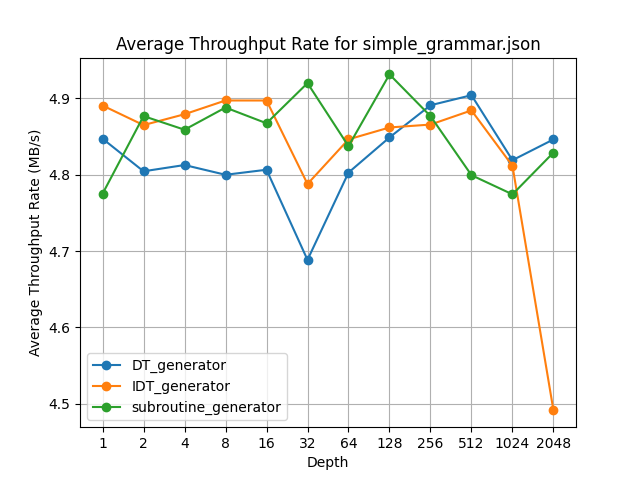 Average Throughput Rate for simple_grammar.json
Average Throughput Rate (MB/s)
4.9
4.8
4.7
4.6
4.5
DT_generator
IDT_generator
subroutine_generator
1 2 4 8 16 32 64 128 256 512 1024 2048
Depth